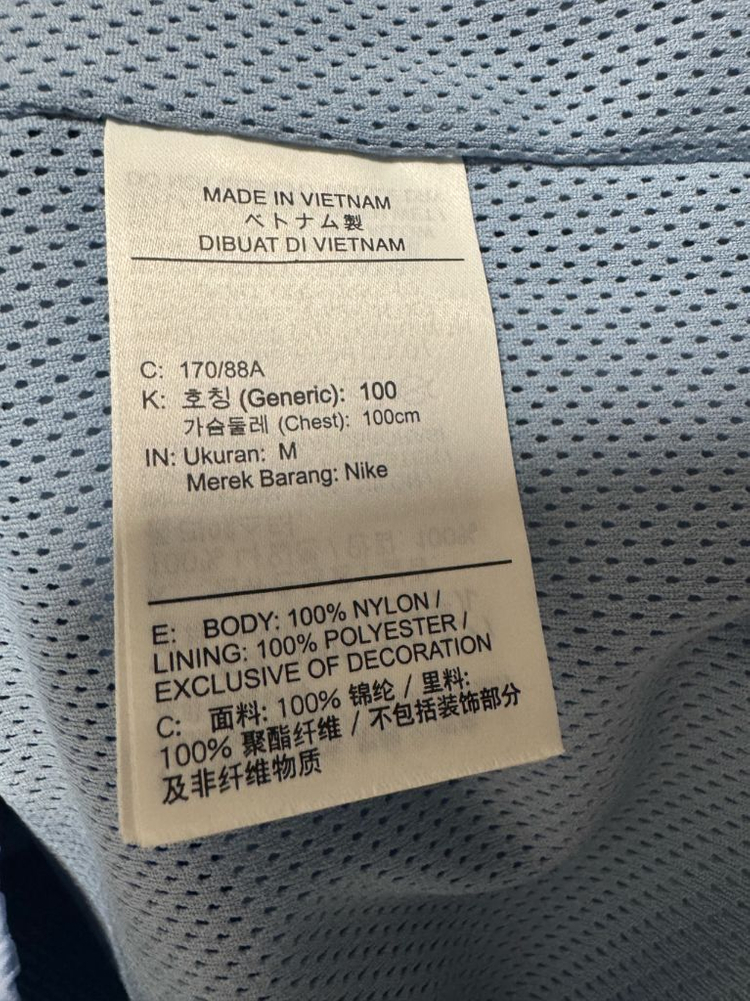 MADE IN VIETNAM
ベトナム製
DIBUAT DI VIETNAM
C: 170/88A
K: 호칭 (Generic): 100
가슴둘레 (Chest): 100cm
IN: Ukuran: M
Merek Barang: Nike
E: BODY: 100% NYLON /
LINING: 100% POLYESTER /
EXCLUSIVE OF DECORATION
C: 面料: 100% 锦纶 / 里料:
100% 聚酯纤维 / 不包括装饰部分
及非纤维物质